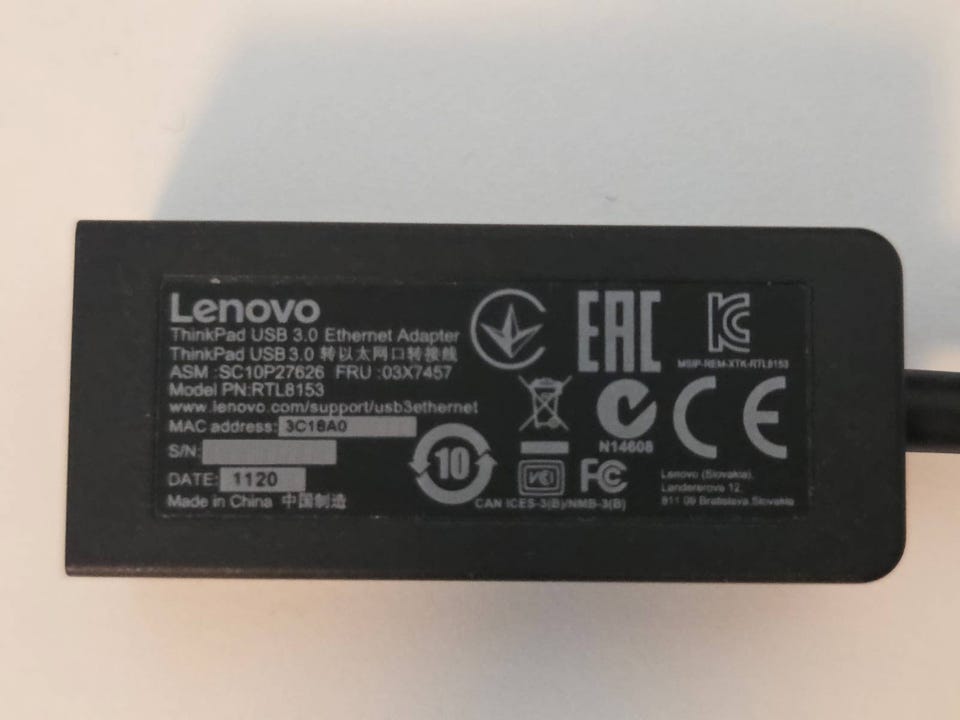 Lenovo
ThinkPad USB 3.0 Ethernet Adapter
ThinkPad USB 3.0 转以太网口转接线
ASM :SC10P27626 FRU :03X7457
Model PN:RTL8153
www.lenovo.com/support/usb3ethernet
MAC address: 3C18A0
S/N:
DATE: 1120
Made in China 中国制造
EAC
KC
MSIP-REM-XTK-RTL8153
N14608
CE
10
VCI
FC
CAN ICES-3(B)/NMB-3(B)
Lenovo (Slovakia),
Landererova 12,
811 09 Bratislava,Slovakia